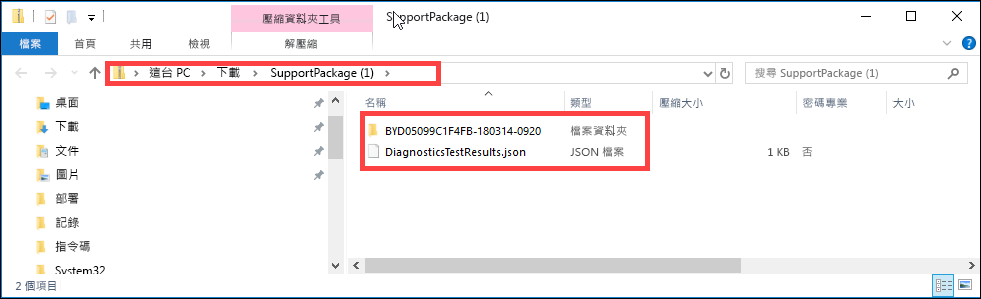 壓縮資料夾工具
SupportPackage (1)
檔案
首頁
共用
檢視
解壓縮
這台 PC
下載
SupportPackage (1)
搜尋 SupportPackage (1)
桌面
下載
文件
圖片
部署
記錄
指令碼
System32
名稱
類型
壓縮大小
密碼專業
大小
BYD05099C1F4FB-180314-0920
檔案資料夾
DiagnosticsTestResults.json
JSON 檔案
1 KB
否
2 個項目